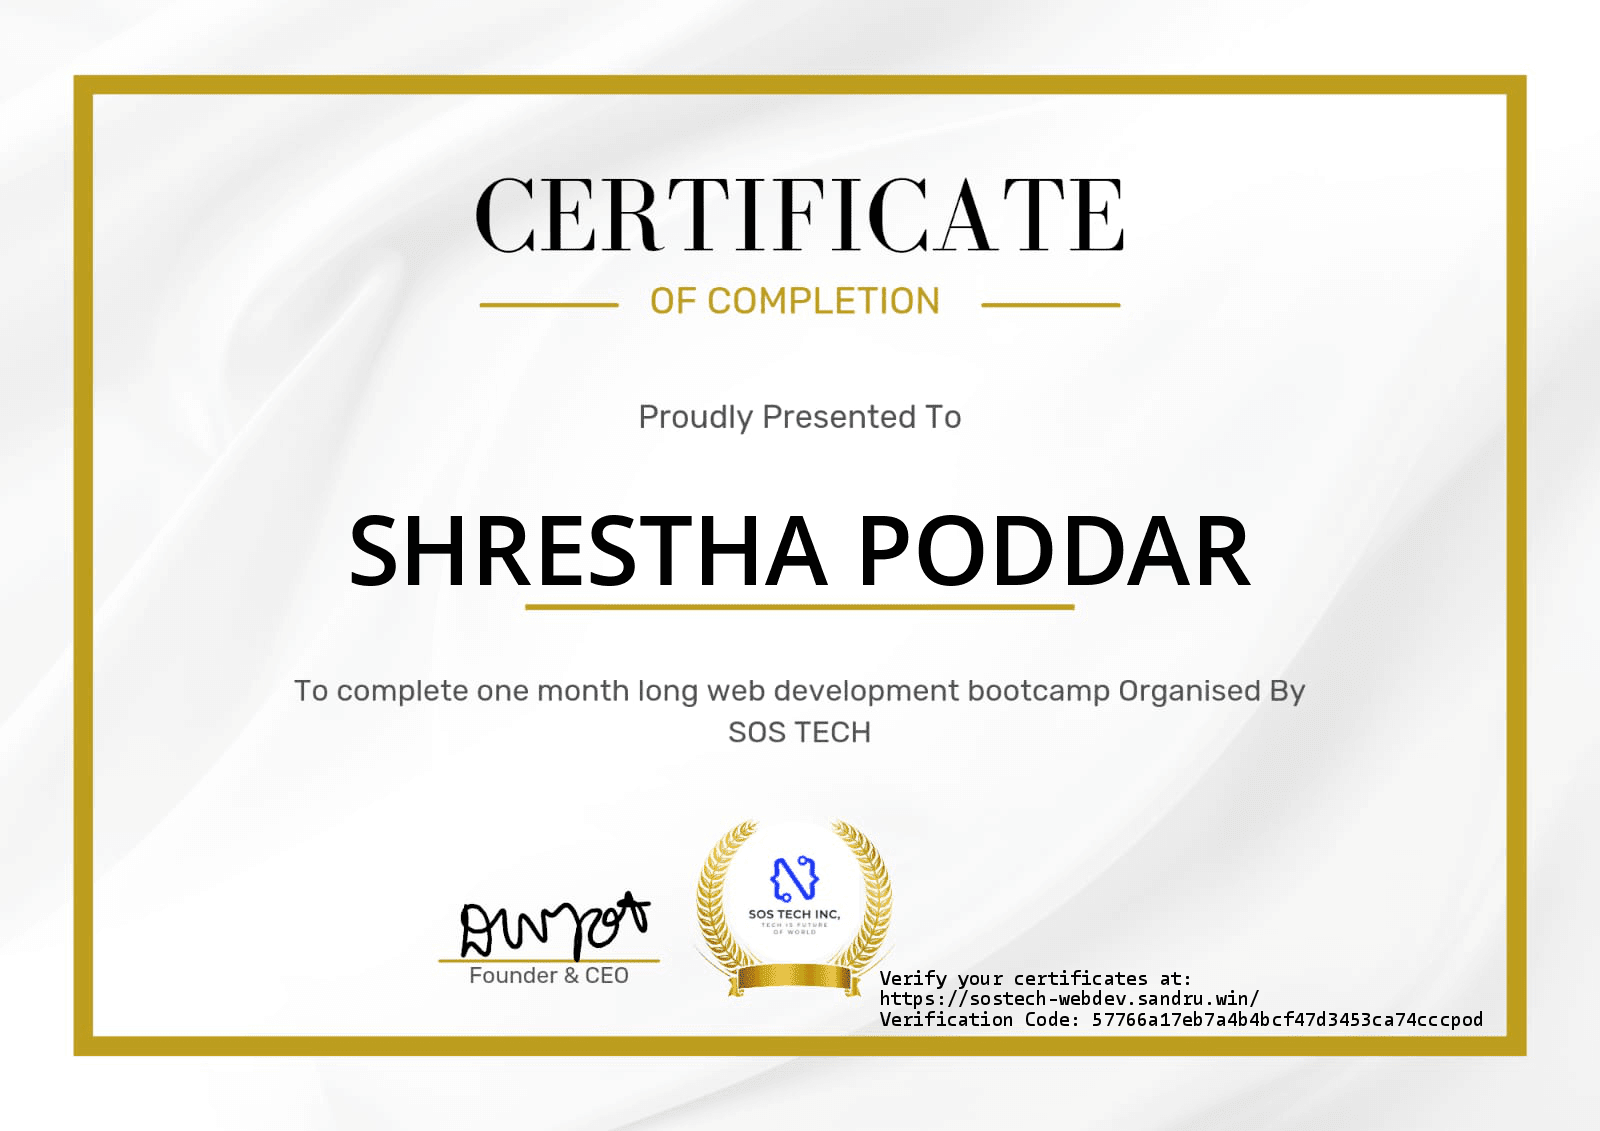 CERTIFICATE
OF COMPLETION
Proudly Presented To
SHRESTHA PODDAR
To complete one month long web development bootcamp Organised By
SOS TECH
SOS TECH INC,
TECH IS FUTURE
OF WORLD
Founder & CEO
Verify your certificates at:
https://sostech-webdev.sandru.win/
Verification Code: 57766a17eb7a4b4bcf47d3453ca74cccpod